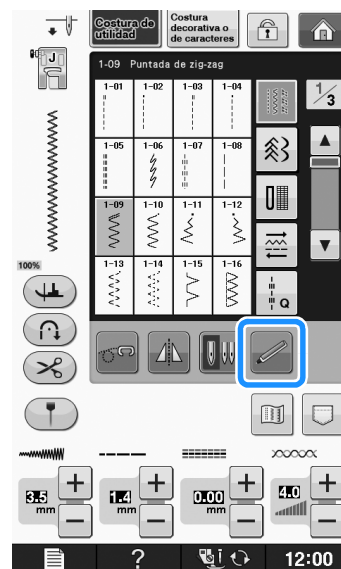 Costura de
utilidad
Costura
decorativa o
de caracteres
J
1-09 Puntada de zig-zag
1/3
1-01 1-02 1-03 1-04
1-05 1-06 1-07 1-08
1-09 1-10 1-11 1-12
1-13 1-14 1-15 1-16
Q
100%
3.5 mm
1.4 mm
0.00 mm
4.0
?
12:00